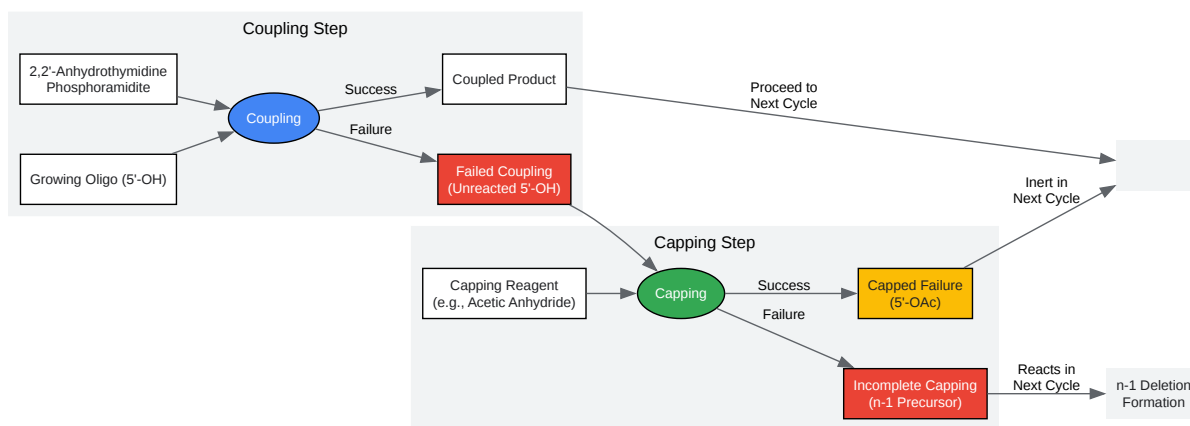 Coupling Step
2,2'-Anhydrothymidine
Phosphoramidite
Coupling
Success
Coupled Product
Proceed to
Next Cycle
Growing Oligo (5'-OH)
Failure
Failed Coupling
(Unreacted 5'-OH)
Inert in
Next Cycle
Capping Step
Capping Reagent
(e.g., Acetic Anhydride)
Capping
Success
Capped Failure
(5'-OAc)
Failure
Incomplete Capping
(n-1 Precursor)
Reacts in
Next Cycle
n-1 Deletion
Formation